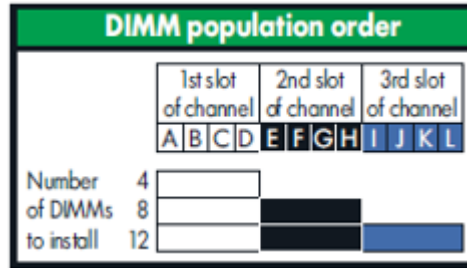 DIMM population order
1st slot 2nd slot 3rd slot
of channel of channel of channel
A B C D E F G H I J K L
Number 4
of DIMMs 8
to install 12